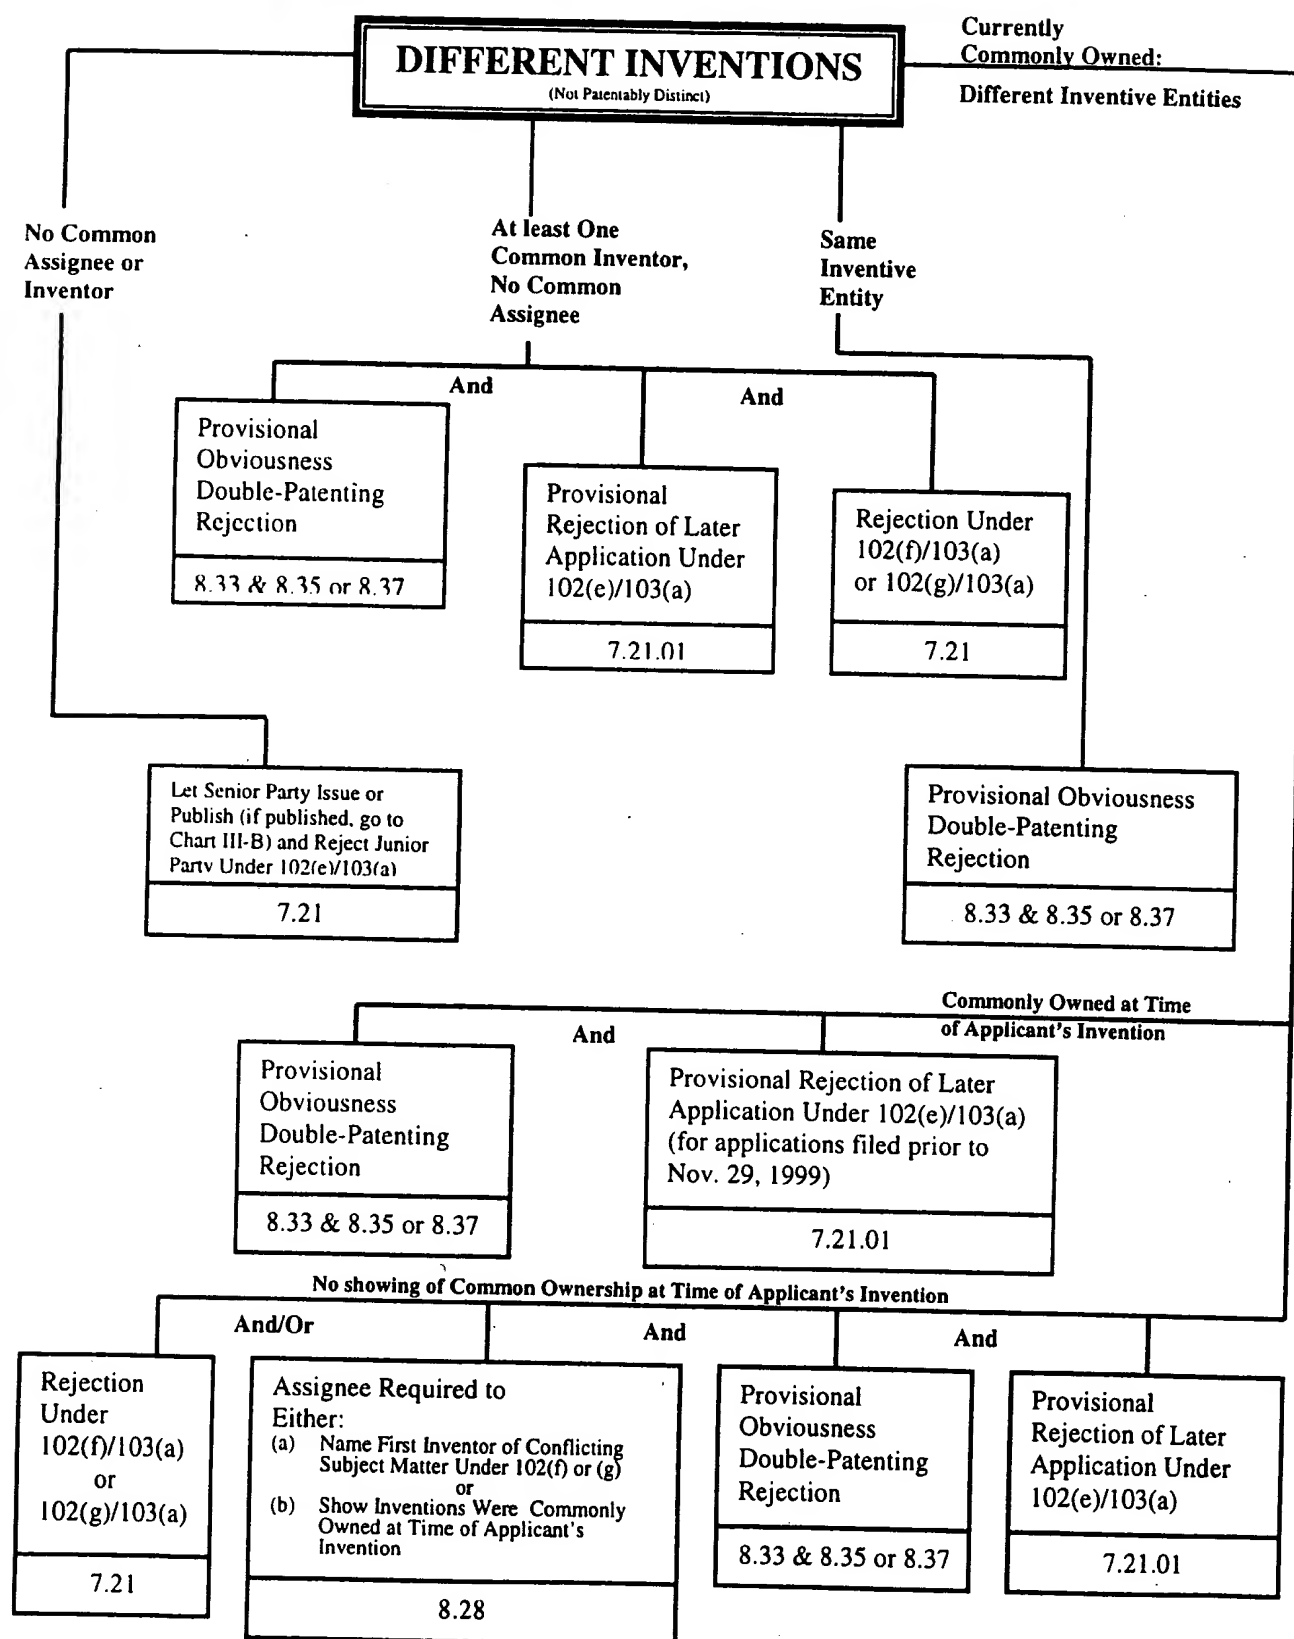 DIFFERENT INVENTIONS
(Not Patentably Distinct)
Currently
Commonly Owned:
Different Inventive Entities
No Common
Assignee or
Inventor
At least One
Common Inventor,
No Common
Assignee
Same
Inventive
Entity
And
And
Provisional
Obviousness
Double-Patenting
Rejection
8.33 & 8.35 or 8.37
Provisional
Rejection of Later
Application Under
102(e)/103(a)
7.21.01
Rejection Under
102(f)/103(a)
or 102(g)/103(a)
7.21
Let Senior Party Issue or
Publish (if published, go to
Chart III-B) and Reject Junior
Party Under 102(e)/103(a)
7.21
Provisional Obviousness
Double-Patenting
Rejection
8.33 & 8.35 or 8.37
Commonly Owned at Time
of Applicant's Invention
And
Provisional
Obviousness
Double-Patenting
Rejection
8.33 & 8.35 or 8.37
Provisional Rejection of Later
Application Under 102(e)/103(a)
(for applications filed prior to
Nov. 29, 1999)
7.21.01
No showing of Common Ownership at Time of Applicant's Invention
And/Or
And
And
Rejection
Under
102(f)/103(a)
or
102(g)/103(a)
7.21
Assignee Required to
Either:
(a) Name First Inventor of Conflicting
Subject Matter Under 102(f) or (g)
or
(b) Show Inventions Were Commonly
Owned at Time of Applicant's
Invention
8.28
Provisional
Obviousness
Double-Patenting
Rejection
8.33 & 8.35 or 8.37
Provisional
Rejection of Later
Application Under
102(e)/103(a)
7.21.01